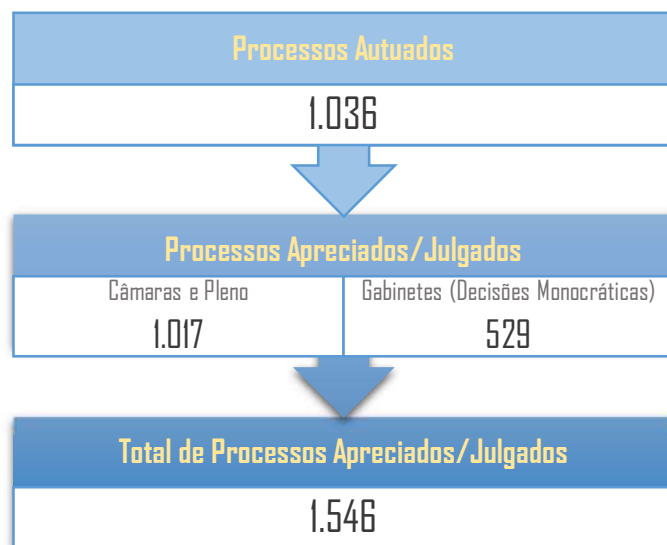 Processos Autuados
1.036
Processos Apreciados/Julgados
Câmaras e Pleno
1.017
Gabinetes (Decisões Monocráticas)
529
Total de Processos Apreciados/Julgados
1.546